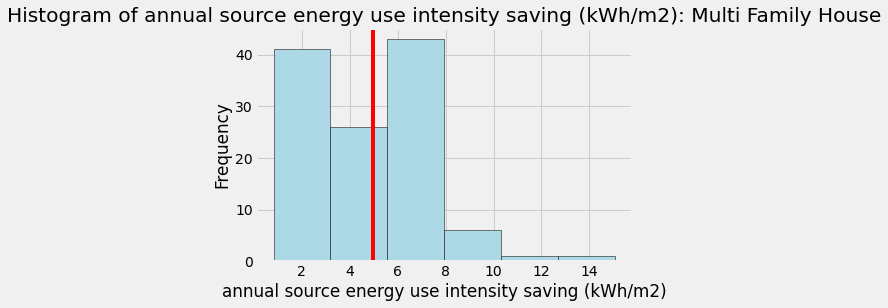 Histogram of annual source energy use intensity saving (kWh/m2): Multi Family House
40
30
20
10
0
Frequency
2 4 6 8 10 12 14
annual source energy use intensity saving (kWh/m2)